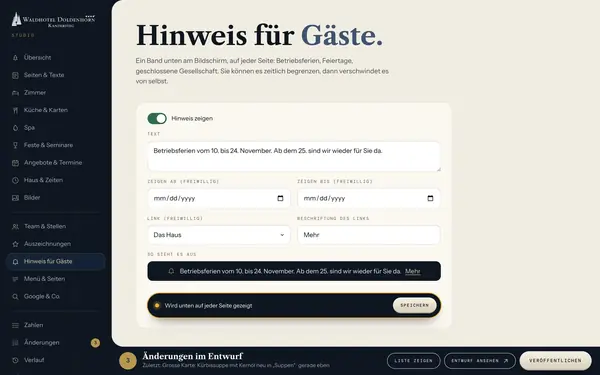 WALDHOTEL DOLDENHORN
KANDERSTEG
STUDIO
Übersicht
Seiten & Texte
Zimmer
Küche & Karten
Spa
Feste & Seminare
Angebote & Termine
Haus & Zeiten
Bilder
Team & Stellen
Auszeichnungen
Hinweis für Gäste
Menü & Seiten
Google & Co.
Zahlen
Änderungen
3
Verlauf
Hinweis für Gäste.
Ein Band unten am Bildschirm, auf jeder Seite: Betriebsferien, Feiertage,
geschlossene Gesellschaft. Sie können es zeitlich begrenzen, dann verschwindet es
von selbst.
Hinweis zeigen
TEXT
Betriebsferien vom 10. bis 24. November. Ab dem 25. sind wir wieder für Sie da.
ZEIGEN AB (FREIWILLIG)
ZEIGEN BIS (FREIWILLIG)
mm/dd/yyyy
mm/dd/yyyy
LINK (FREIWILLIG)
BESCHRIFTUNG DES LINKS
Das Haus
Mehr
SO SIEHT ES AUS
Betriebsferien vom 10. bis 24. November. Ab dem 25. sind wir wieder für Sie da. Mehr
Wird unten auf jeder Seite gezeigt
SPEICHERN
3
Änderungen im Entwurf
Zuletzt: Grosse Karte: Kürbissuppe mit Kernöl neu in „Suppen“ gerade eben
LISTE ZEIGEN
ENTWURF ANSEHEN
VERÖFFENTLICHEN